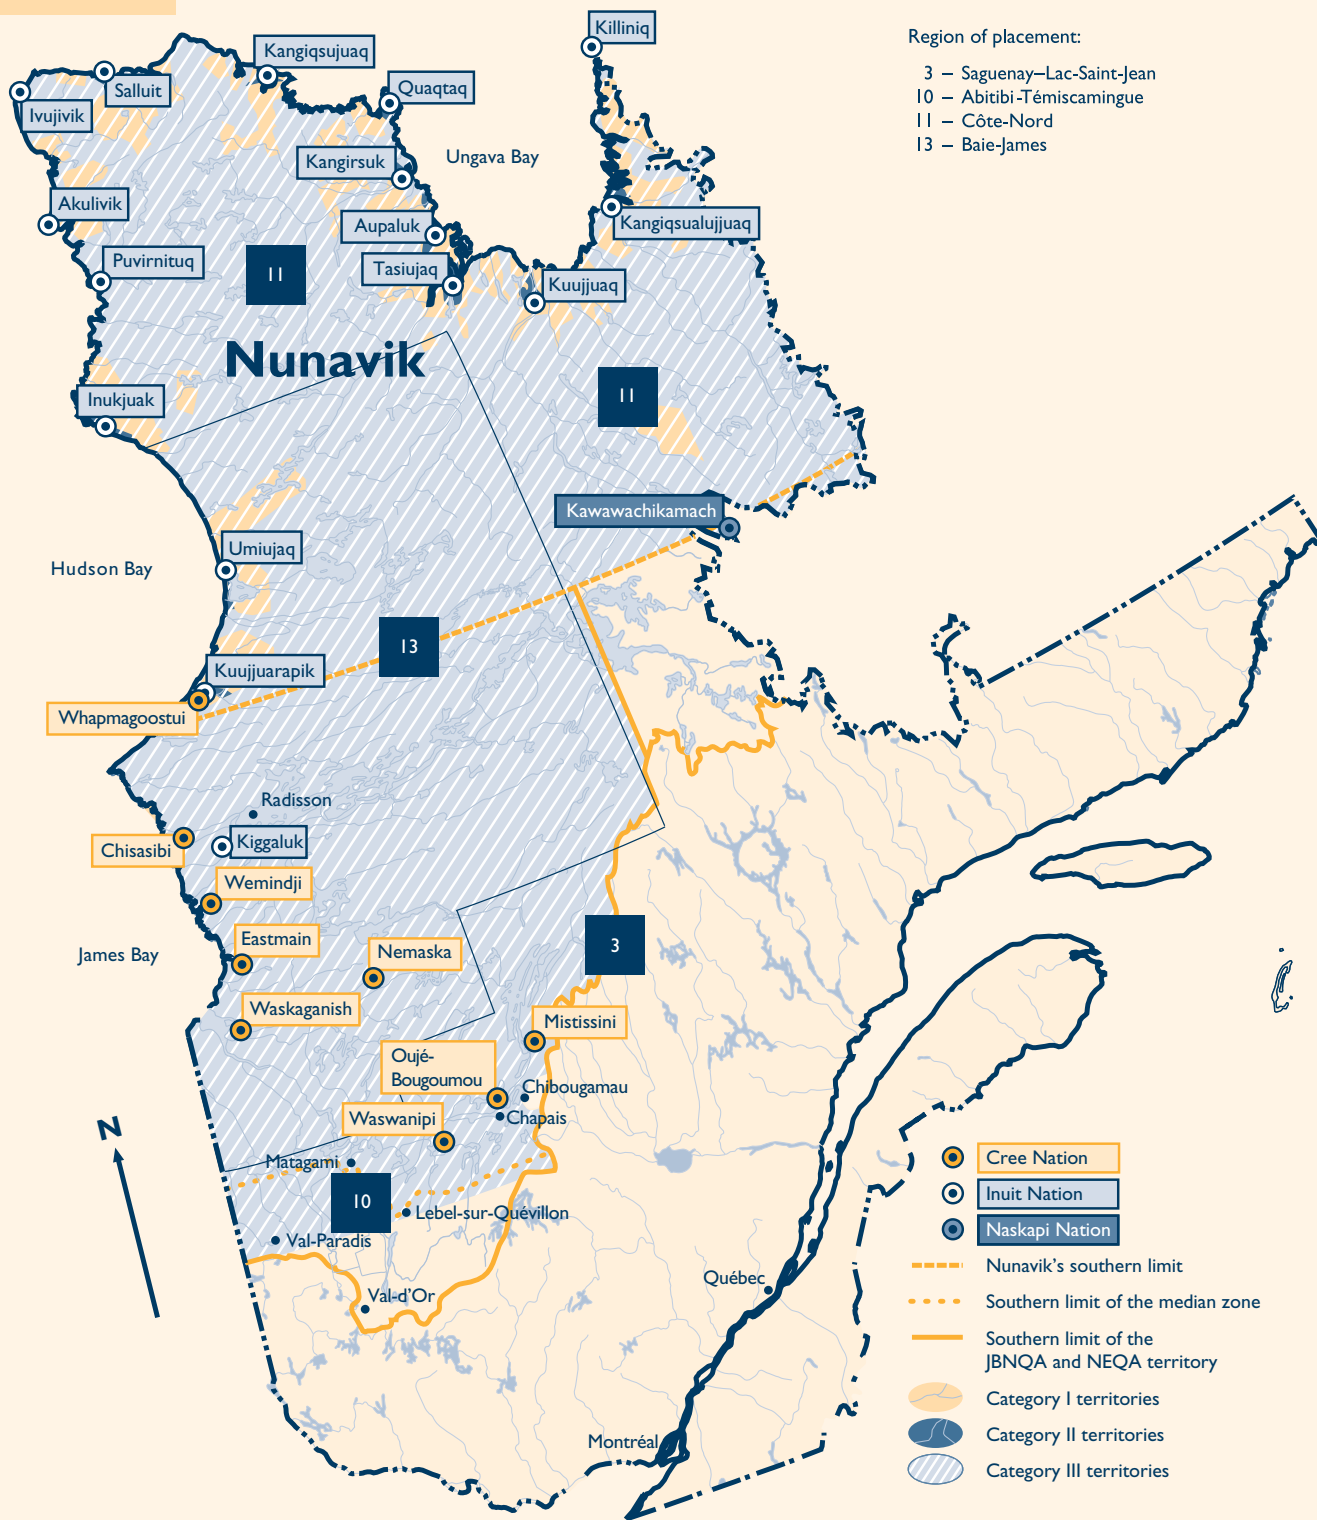 Killiniq
Region of placement:
3 – Saguenay–Lac-Saint-Jean
10 – Abitibi-Témiscamingue
11 – Côte-Nord
13 – Baie-James
Kangiqsujuaq
Salluit
Quaqtaq
Ivujivik
Ungava Bay
Kangirsuk
Akulivik
Aupaluk
Kangiqsualujjuaq
Puvirnituq
Tasiujaq
11
Kuujjuaq
Nunavik
11
Inukjuak
Kawawachikamach
Umiujaq
Hudson Bay
13
Kuujjuarapik
Whapmagoostui
Radisson
Kiggaluk
Chisasibi
Wemindji
Eastmain
3
James Bay
Nemaska
Waskaganish
Mistissini
Oujé-
Bougoumou
Chibougamau
Waswanipi
Chapais
N
Matagami
10
Lebel-sur-Quévillon
Val-Paradis
Val-d'Or
Québec
Montréal
Cree Nation
Inuit Nation
Naskapi Nation
Nunavik's southern limit
Southern limit of the median zone
Southern limit of the
JBNQA and NEQA territory
Category I territories
Category II territories
Category III territories